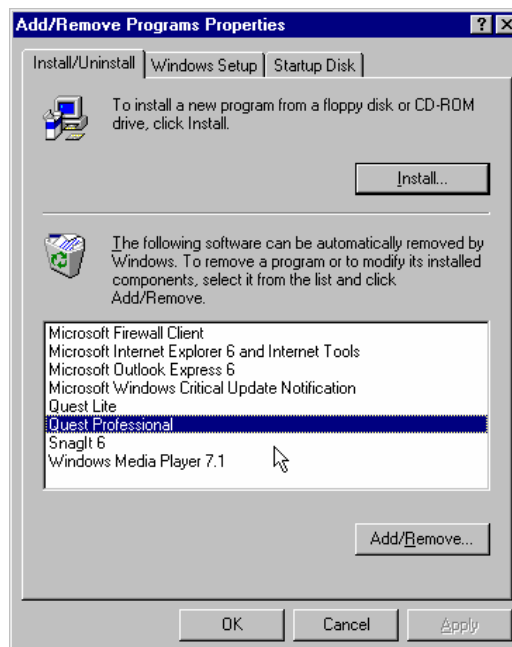 Add/Remove Programs Properties
Install/Uninstall
Windows Setup
Startup Disk
To install a new program from a floppy disk or CD-ROM
drive, click Install.
Install...
The following software can be automatically removed by
Windows. To remove a program or to modify its installed
components, select it from the list and click
Add/Remove.
Microsoft Firewall Client
Microsoft Internet Explorer 6 and Internet Tools
Microsoft Outlook Express 6
Microsoft Windows Critical Update Notification
Quest Lite
Quest Professional
SnagIt 6
Windows Media Player 7.1
Add/Remove...
OK
Cancel
Apply